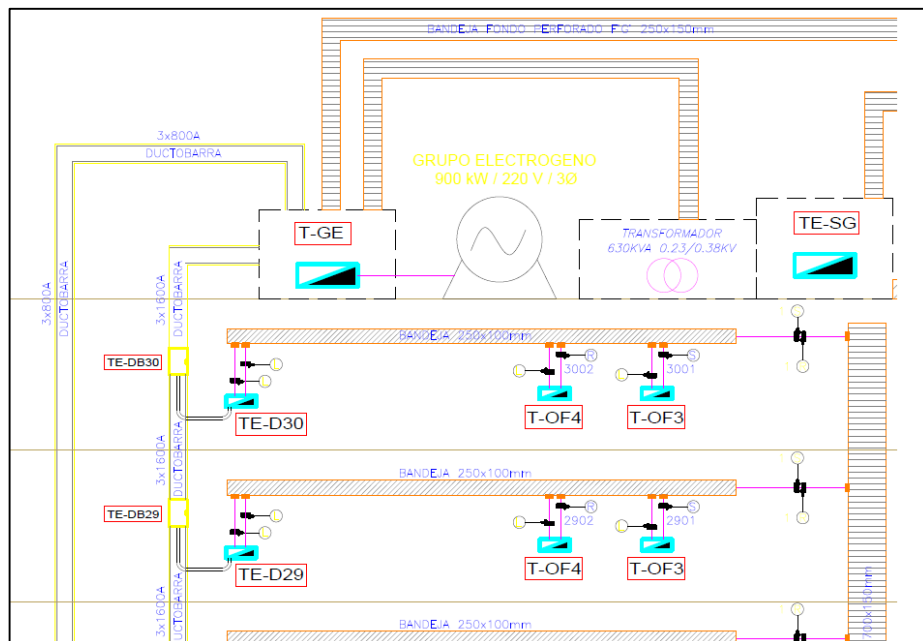 BANDEJA FONDO PERFORADO F'G' 250x150mm
3x800A
DUCTOBARRA
GRUPO ELECTROGENO
900 kW / 220 V / 3Ø
T-GE
TRANSFORMADOR
630KVA 0.23/0.38KV
TE-SG
3x800A
DUCTOBARRA
3x1600A
DUCTOBARRA
BANDEJA 250x100mm
TE-DB30
L
L
TE-D30
L
R
3002
T-OF4
L
S
3001
T-OF3
3x1600A
DUCTOBARRA
BANDEJA 250x100mm
TE-DB29
L
L
TE-D29
L
R
2902
T-OF4
L
S
2901
T-OF3
3x1600A
UCTOBARRA
BANDEJA 250x100mm
700x150mm